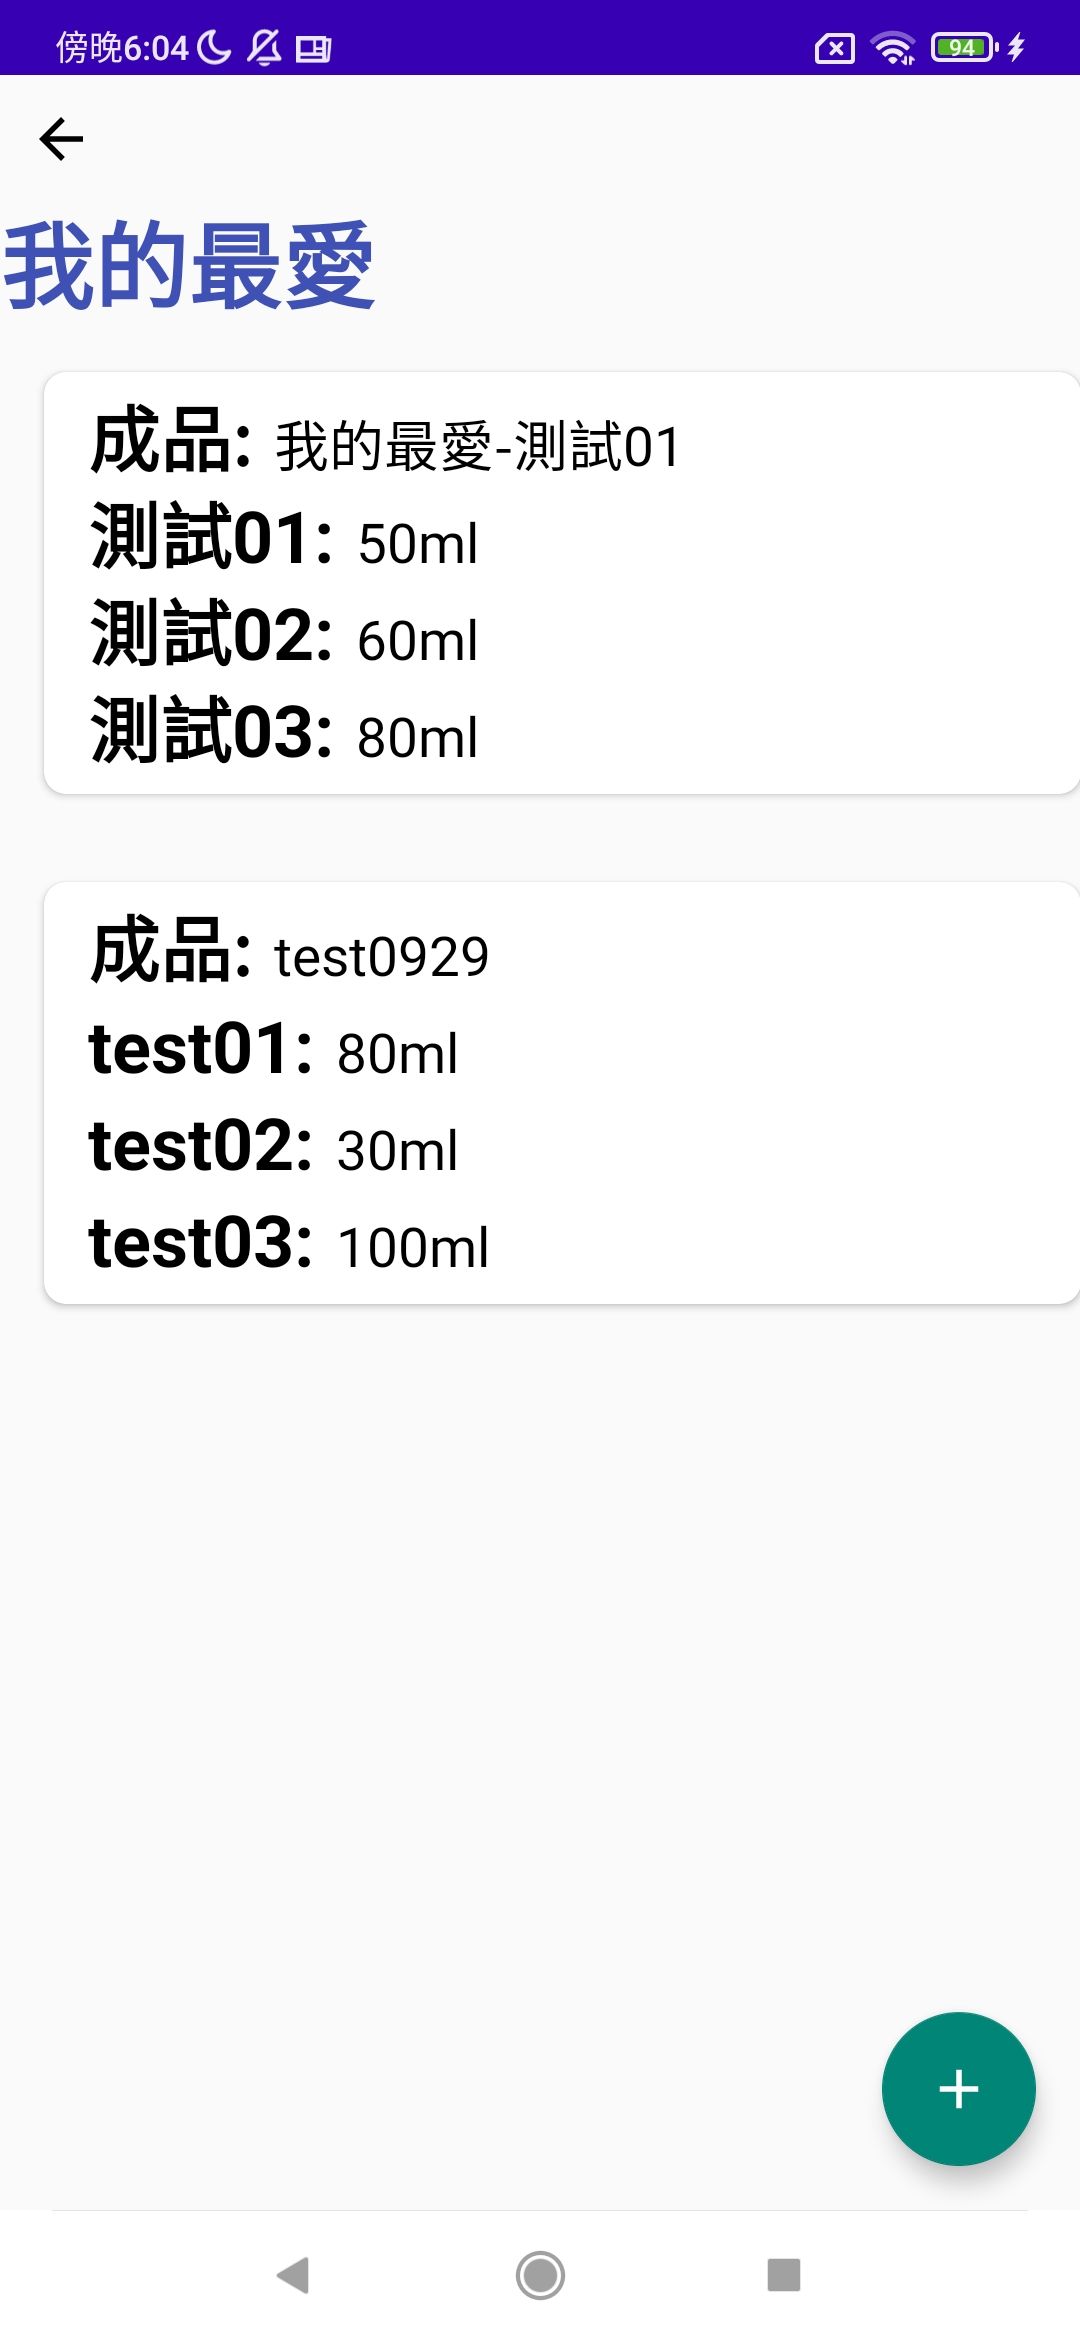 傍晚6:04 94
我的最愛
成品: 我的最愛-測試01
測試01: 50ml
測試02: 60ml
測試03: 80ml
成品: test0929
test01: 80ml
test02: 30ml
test03: 100ml